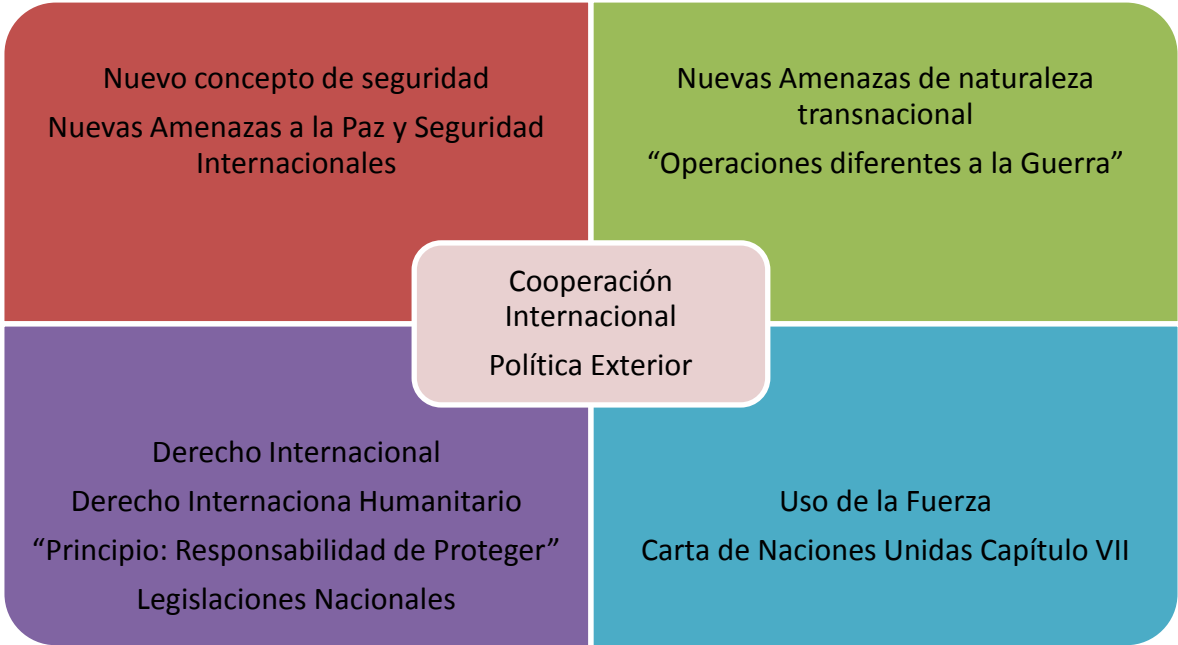 Nuevo concepto de seguridad
Nuevas Amenazas a la Paz y Seguridad
Internacionales
Nuevas Amenazas de naturaleza
transnacional
“Operaciones diferentes a la Guerra”
Cooperación
Internacional
Política Exterior
Derecho Internacional
Derecho Internaciona Humanitario
“Principio: Responsabilidad de Proteger”
Legislaciones Nacionales
Uso de la Fuerza
Carta de Naciones Unidas Capítulo VII